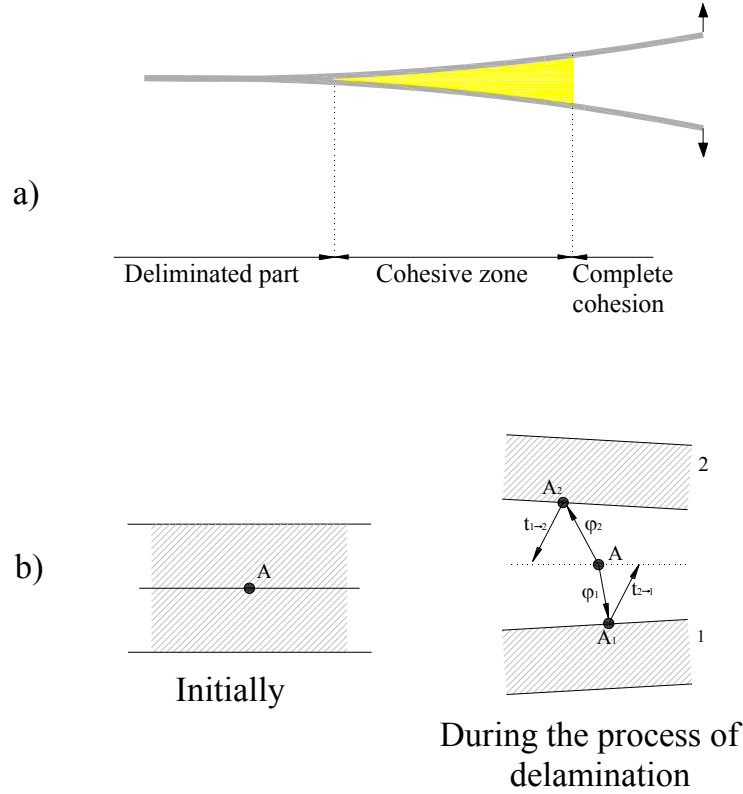 a)
Deliminated part
Cohesive zone
Complete
cohesion
b)
A
Initially
2
A₂
t₁→₂
φ₂
A
φ₁
t₂→₁
A₁
1
During the process of
delamination